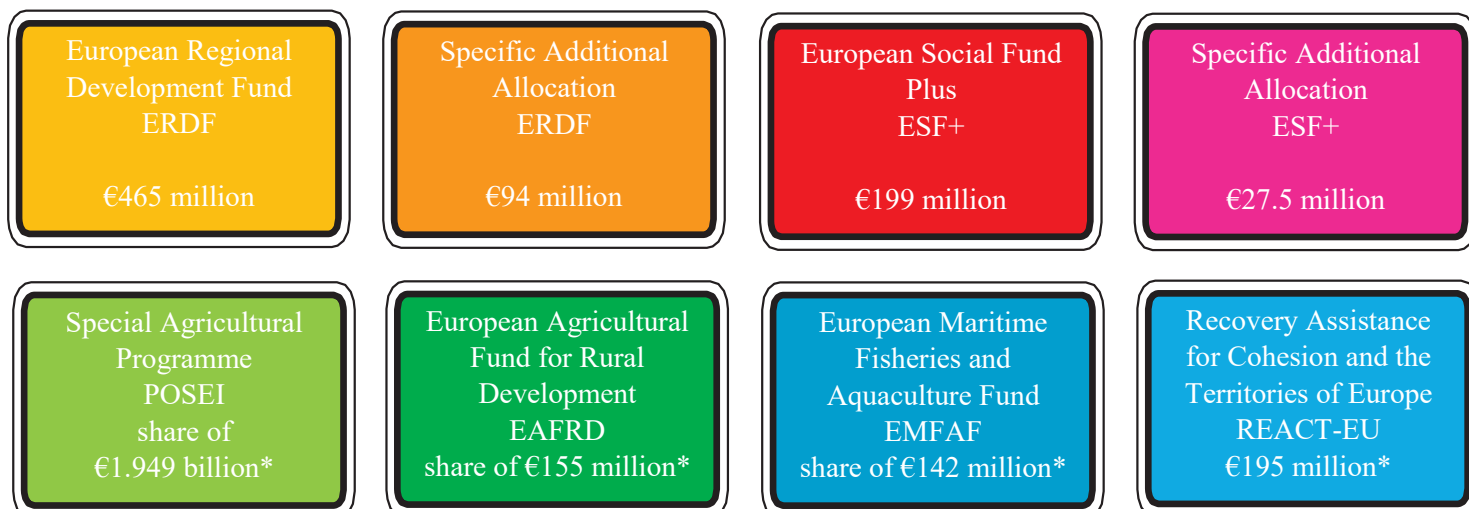 European Regional
Development Fund
ERDF
€465 million
Specific Additional
Allocation
ERDF
€94 million
European Social Fund
Plus
ESF+
€199 million
Specific Additional
Allocation
ESF+
€27.5 million
Special Agricultural
Programme
POSEI
share of
€1.949 billion*
European Agricultural
Fund for Rural
Development
EAFRD
share of €155 million*
European Maritime
Fisheries and
Aquaculture Fund
EMFAF
share of €142 million*
Recovery Assistance
for Cohesion and the
Territories of Europe
REACT-EU
€195 million*